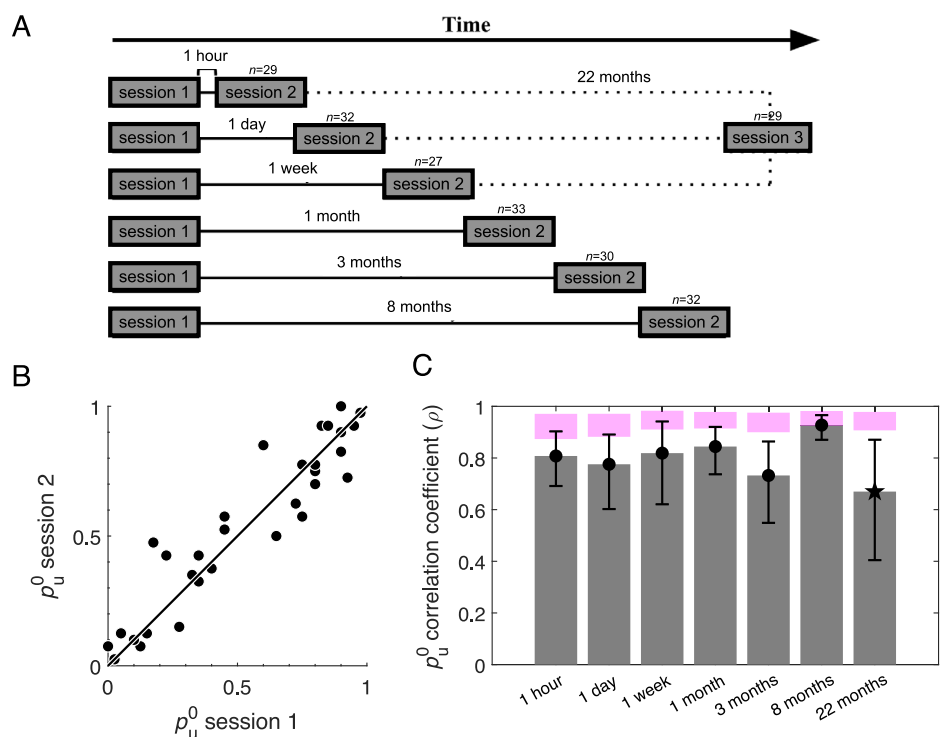 A
Time
1 hour
n=29
22 months
session 1
session 2
1 day
n=32
n=29
session 1
session 2
session 3
1 week
n=27
session 1
session 2
1 month
n=33
session 1
session 2
3 months
n=30
session 1
session 2
8 months
n=32
session 1
session 2
B
1
0.5
0
0
0.5
1
p⁰ᵤ session 2
p⁰ᵤ session 1
C
1
0.8
0.6
0.4
0.2
0
p⁰ᵤ correlation coefficient (ρ)
1 hour
1 day
1 week
1 month
3 months
8 months
22 months